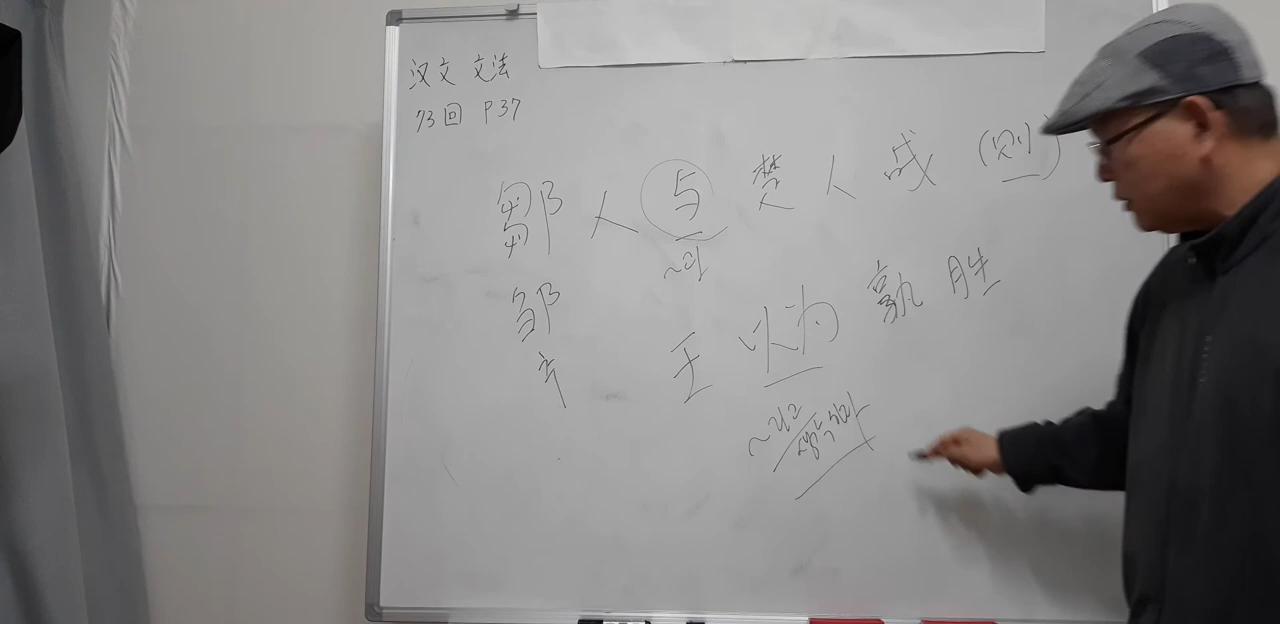 汉文 文法
73回 P37
鄒人与楚人战(则)
~와
邹
王以为孰胜
~라고 생각하다